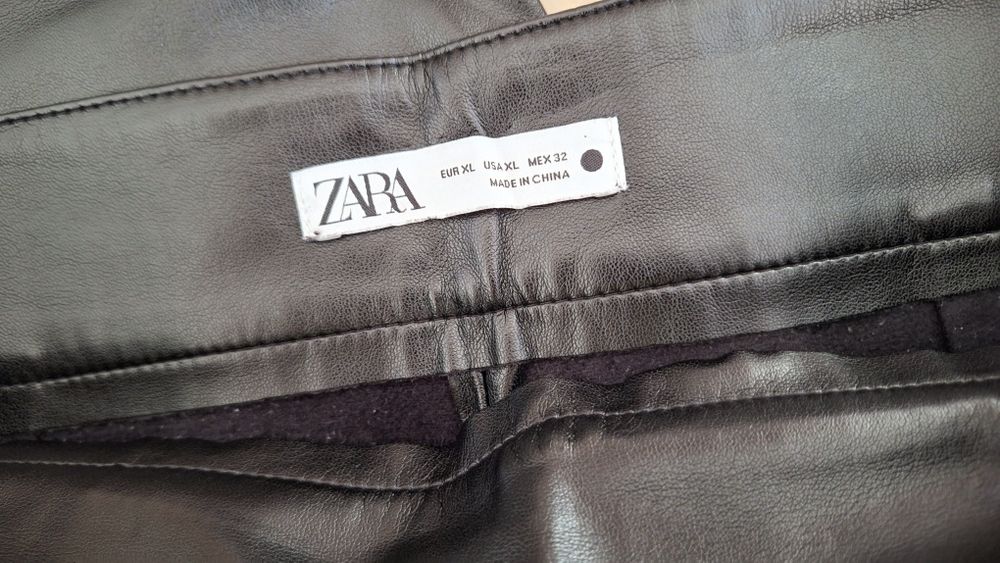 ZARA
EUR XL USA XL MEX 32
MADE IN CHINA